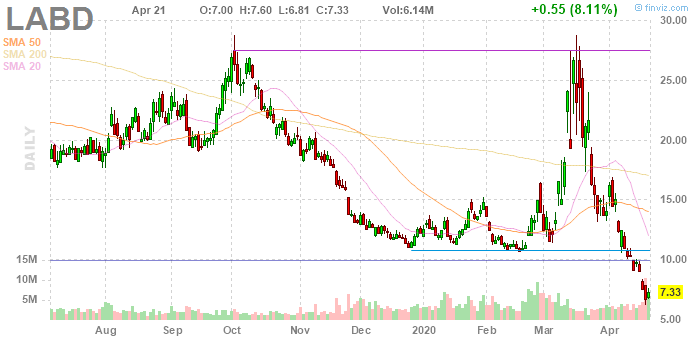 LABD
Apr 21
O:7.00 H:7.60 L:6.81 C:7.33
Vol:6.14M
+0.55 (8.11%)
© finviz.com
SMA 50
SMA 200
SMA 20
DAILY
30.00
25.00
20.00
15.00
10.00
7.33
5.00
15M
10M
5M
Aug Sep Oct Nov Dec 2020 Feb Mar Apr